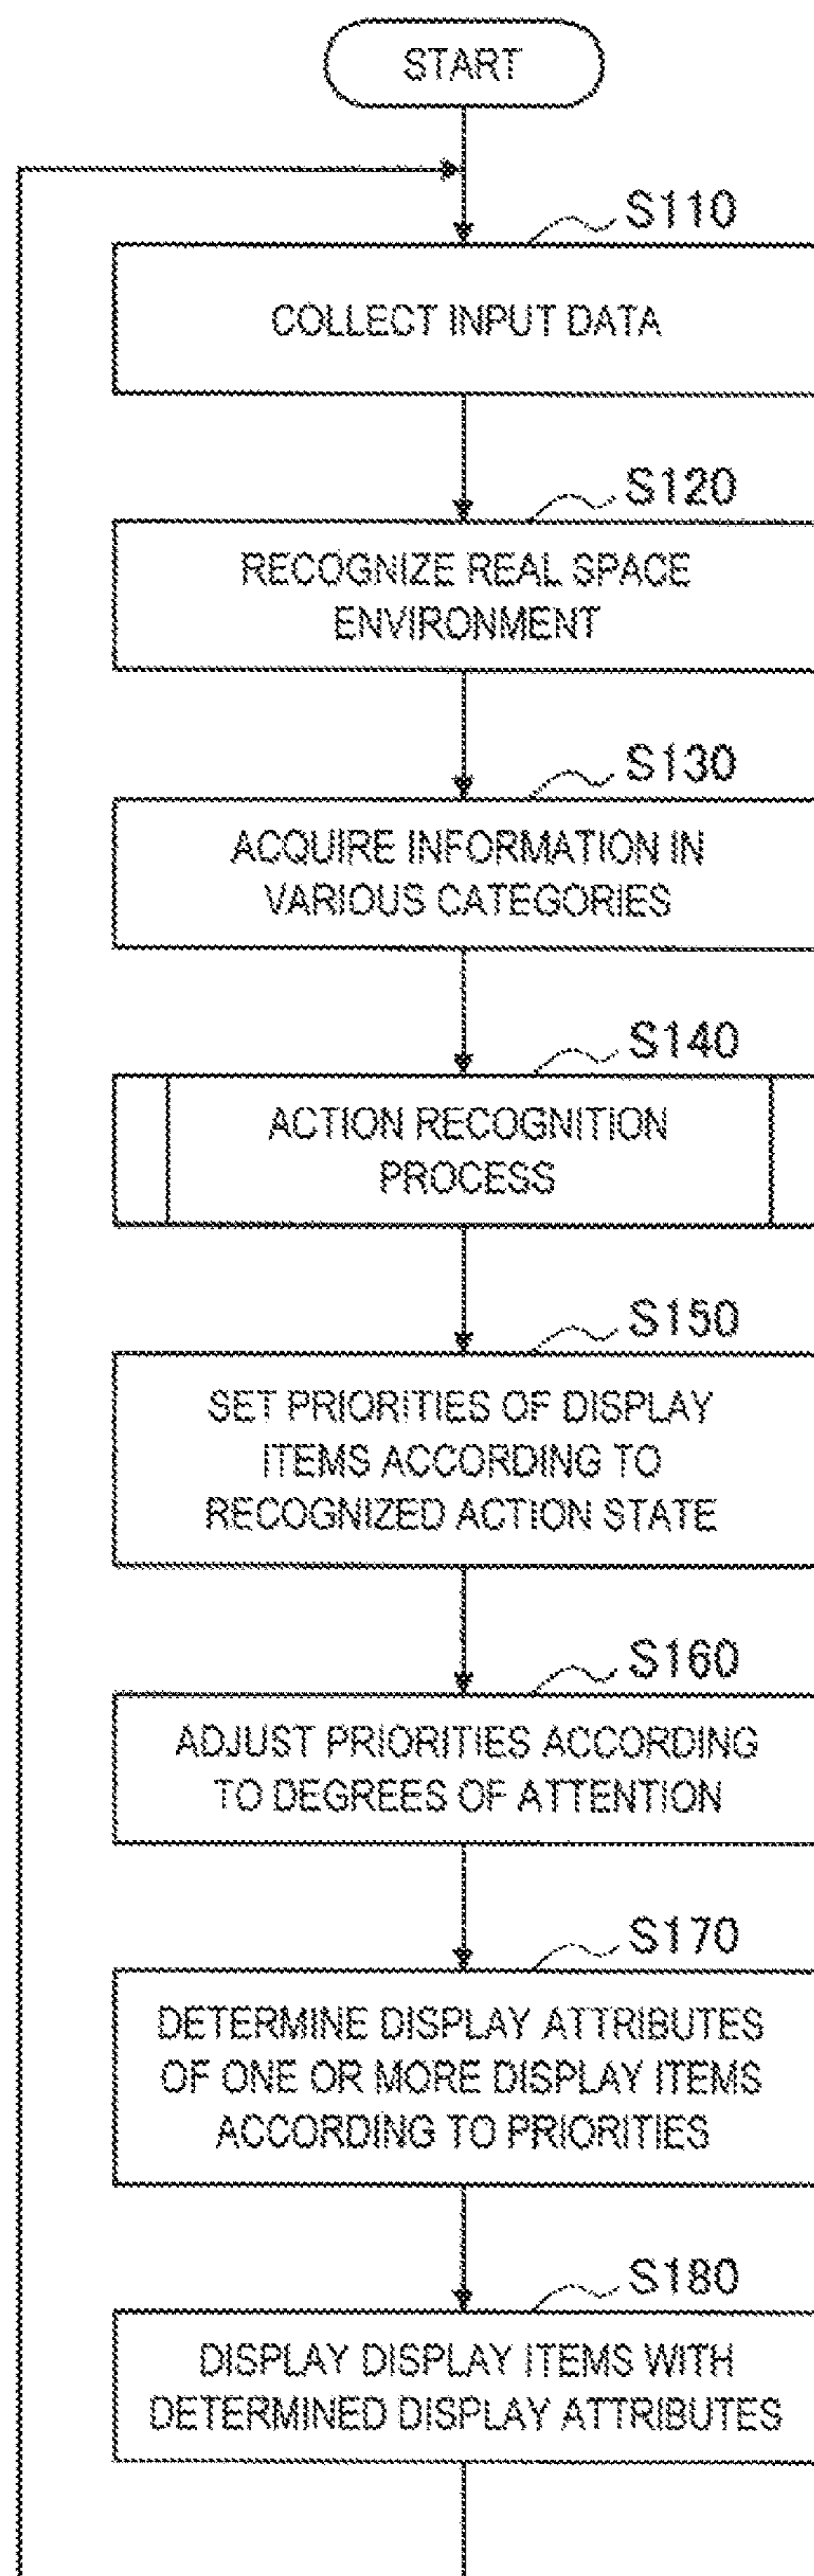 START
S110
COLLECT INPUT DATA
S120
RECOGNIZE REAL SPACE
ENVIRONMENT
S130
ACQUIRE INFORMATION IN
VARIOUS CATEGORIES
S140
ACTION RECOGNITION
PROCESS
S150
SET PRIORITIES OF DISPLAY
ITEMS ACCORDING TO
RECOGNIZED ACTION STATE
S160
ADJUST PRIORITIES ACCORDING
TO DEGREES OF ATTENTION
S170
DETERMINE DISPLAY ATTRIBUTES
OF ONE OR MORE DISPLAY ITEMS
ACCORDING TO PRIORITIES
S180
DISPLAY DISPLAY ITEMS WITH
DETERMINED DISPLAY ATTRIBUTES